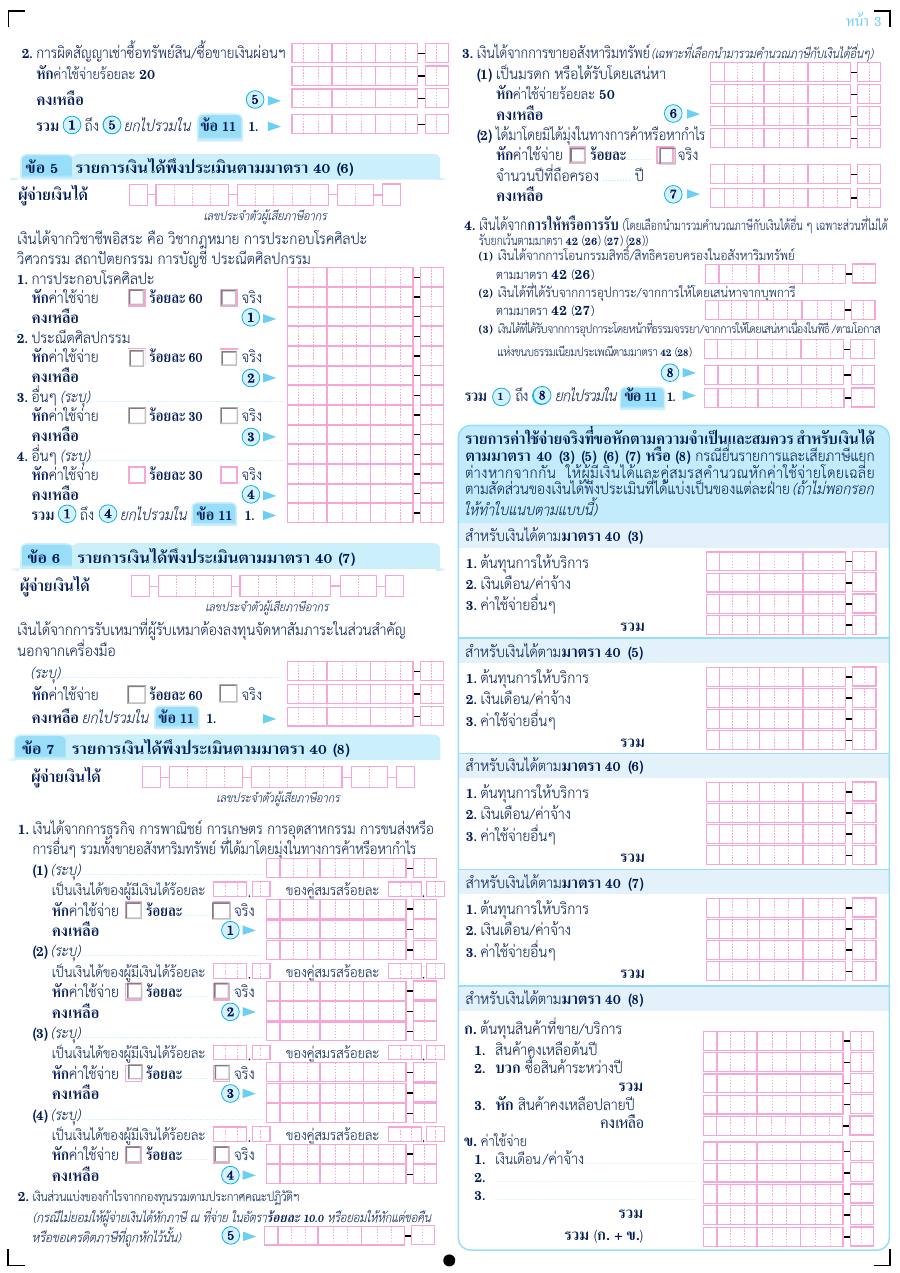 หน้า 3
2. การผิดสัญญาเช่าซื้อทรัพย์สิน/ซื้อขายเงินผ่อนฯ
หักค่าใช้จ่ายร้อยละ 20
คงเหลือ 5
รวม 1 ถึง 5 ยกไปรวมใน ข้อ 11 1.
ข้อ 5 รายการเงินได้พึงประเมินตามมาตรา 40 (6)
ผู้จ่ายเงินได้
เลขประจำตัวผู้เสียภาษีอากร
เงินได้จากวิชาชีพอิสระ คือ วิชากฎหมาย การประกอบโรคศิลปะ
วิศวกรรม สถาปัตยกรรม การบัญชี ประณีตศิลปกรรม
1. การประกอบโรคศิลปะ
หักค่าใช้จ่าย ร้อยละ 60 จริง
คงเหลือ 1
2. ประณีตศิลปกรรม
หักค่าใช้จ่าย ร้อยละ 60 จริง
คงเหลือ 2
3. อื่นๆ (ระบุ)
หักค่าใช้จ่าย ร้อยละ 30 จริง
คงเหลือ 3
4. อื่นๆ (ระบุ)
หักค่าใช้จ่าย ร้อยละ 30 จริง
คงเหลือ 4
รวม 1 ถึง 4 ยกไปรวมใน ข้อ 11 1.
ข้อ 6 รายการเงินได้พึงประเมินตามมาตรา 40 (7)
ผู้จ่ายเงินได้
เลขประจำตัวผู้เสียภาษีอากร
เงินได้จากการรับเหมาที่ผู้รับเหมาต้องลงทุนจัดหาสัมภาระในส่วนสำคัญ
นอกจากเครื่องมือ
(ระบุ)
หักค่าใช้จ่าย ร้อยละ 60 จริง
คงเหลือ ยกไปรวมใน ข้อ 11 1.
ข้อ 7 รายการเงินได้พึงประเมินตามมาตรา 40 (8)
ผู้จ่ายเงินได้
เลขประจำตัวผู้เสียภาษีอากร
1. เงินได้จากการธุรกิจ การพาณิชย์ การเกษตร การอุตสาหกรรม การขนส่งหรือ
การอื่นๆ รวมทั้งขายอสังหาริมทรัพย์ ที่ได้มาโดยมุ่งในทางการค้าหรือหากำไร
(1) (ระบุ)
เป็นเงินได้ของผู้มีเงินได้ร้อยละ . ของคู่สมรสร้อยละ .
หักค่าใช้จ่าย ร้อยละ จริง
คงเหลือ 1
(2) (ระบุ)
เป็นเงินได้ของผู้มีเงินได้ร้อยละ . ของคู่สมรสร้อยละ .
หักค่าใช้จ่าย ร้อยละ จริง
คงเหลือ 2
(3) (ระบุ)
เป็นเงินได้ของผู้มีเงินได้ร้อยละ . ของคู่สมรสร้อยละ .
หักค่าใช้จ่าย ร้อยละ จริง
คงเหลือ 3
(4) (ระบุ)
เป็นเงินได้ของผู้มีเงินได้ร้อยละ . ของคู่สมรสร้อยละ .
หักค่าใช้จ่าย ร้อยละ จริง
คงเหลือ 4
2. เงินส่วนแบ่งของกำไรจากกองทุนรวมตามประกาศคณะปฏิวัติฯ
(กรณีไม่ยอมให้ผู้จ่ายเงินได้หักภาษี ณ ที่จ่าย ในอัตราร้อยละ 10.0 หรือยอมให้หักแต่ขอคืน
หรือขอเครดิตภาษีที่ถูกหักไว้นั้น) 5
3. เงินได้จากการขายอสังหาริมทรัพย์ (เฉพาะที่เลือกนำมารวมคำนวณภาษีกับเงินได้อื่นๆ)
(1) เป็นมรดก หรือได้รับโดยเสน่หา
หักค่าใช้จ่ายร้อยละ 50
คงเหลือ 6
(2) ได้มาโดยมิได้มุ่งในทางการค้าหรือหากำไร
หักค่าใช้จ่าย ร้อยละ จริง
จำนวนปีที่ถือครอง ปี
คงเหลือ 7
4. เงินได้จากการให้หรือการรับ (โดยเลือกนำมารวมคำนวณภาษีกับเงินได้อื่น ๆ เฉพาะส่วนที่ไม่ได้
รับยกเว้นตามมาตรา 42 (26) (27) (28))
(1) เงินได้จากการโอนกรรมสิทธิ์/สิทธิครอบครองในอสังหาริมทรัพย์
ตามมาตรา 42 (26)
(2) เงินได้ที่ได้รับจากการอุปการะ/จากการให้โดยเสน่หาจากบุพการี
ตามมาตรา 42 (27)
(3) เงินได้ที่ได้รับจากการอุปการะโดยหน้าที่ธรรมจรรยา/จากการให้โดยเสน่หาเนื่องในพิธี /ตามโอกาส
แห่งขนบธรรมเนียมประเพณีตามมาตรา 42 (28)
8
รวม 1 ถึง 8 ยกไปรวมใน ข้อ 11 1.
รายการค่าใช้จ่ายจริงที่ขอหักตามความจำเป็นและสมควร สำหรับเงินได้
ตามมาตรา 40 (3) (5) (6) (7) หรือ (8) กรณียื่นรายการและเสียภาษีแยก
ต่างหากจากกัน ให้ผู้มีเงินได้และคู่สมรสคำนวณหักค่าใช้จ่ายโดยเฉลี่ย
ตามสัดส่วนของเงินได้พึงประเมินที่ได้แบ่งเป็นของแต่ละฝ่าย (ถ้าไม่พอกรอก
ให้ทำใบแนบตามแบบนี้)
สำหรับเงินได้ตามมาตรา 40 (3)
1. ต้นทุนการให้บริการ
2. เงินเดือน/ค่าจ้าง
3. ค่าใช้จ่ายอื่นๆ
รวม
สำหรับเงินได้ตามมาตรา 40 (5)
1. ต้นทุนการให้บริการ
2. เงินเดือน/ค่าจ้าง
3. ค่าใช้จ่ายอื่นๆ
รวม
สำหรับเงินได้ตามมาตรา 40 (6)
1. ต้นทุนการให้บริการ
2. เงินเดือน/ค่าจ้าง
3. ค่าใช้จ่ายอื่นๆ
รวม
สำหรับเงินได้ตามมาตรา 40 (7)
1. ต้นทุนการให้บริการ
2. เงินเดือน/ค่าจ้าง
3. ค่าใช้จ่ายอื่นๆ
รวม
สำหรับเงินได้ตามมาตรา 40 (8)
ก. ต้นทุนสินค้าที่ขาย/บริการ
1. สินค้าคงเหลือต้นปี
2. บวก ซื้อสินค้าระหว่างปี
รวม
3. หัก สินค้าคงเหลือปลายปี
คงเหลือ
ข. ค่าใช้จ่าย
1. เงินเดือน/ค่าจ้าง
2.
3.
รวม
รวม (ก. + ข.)